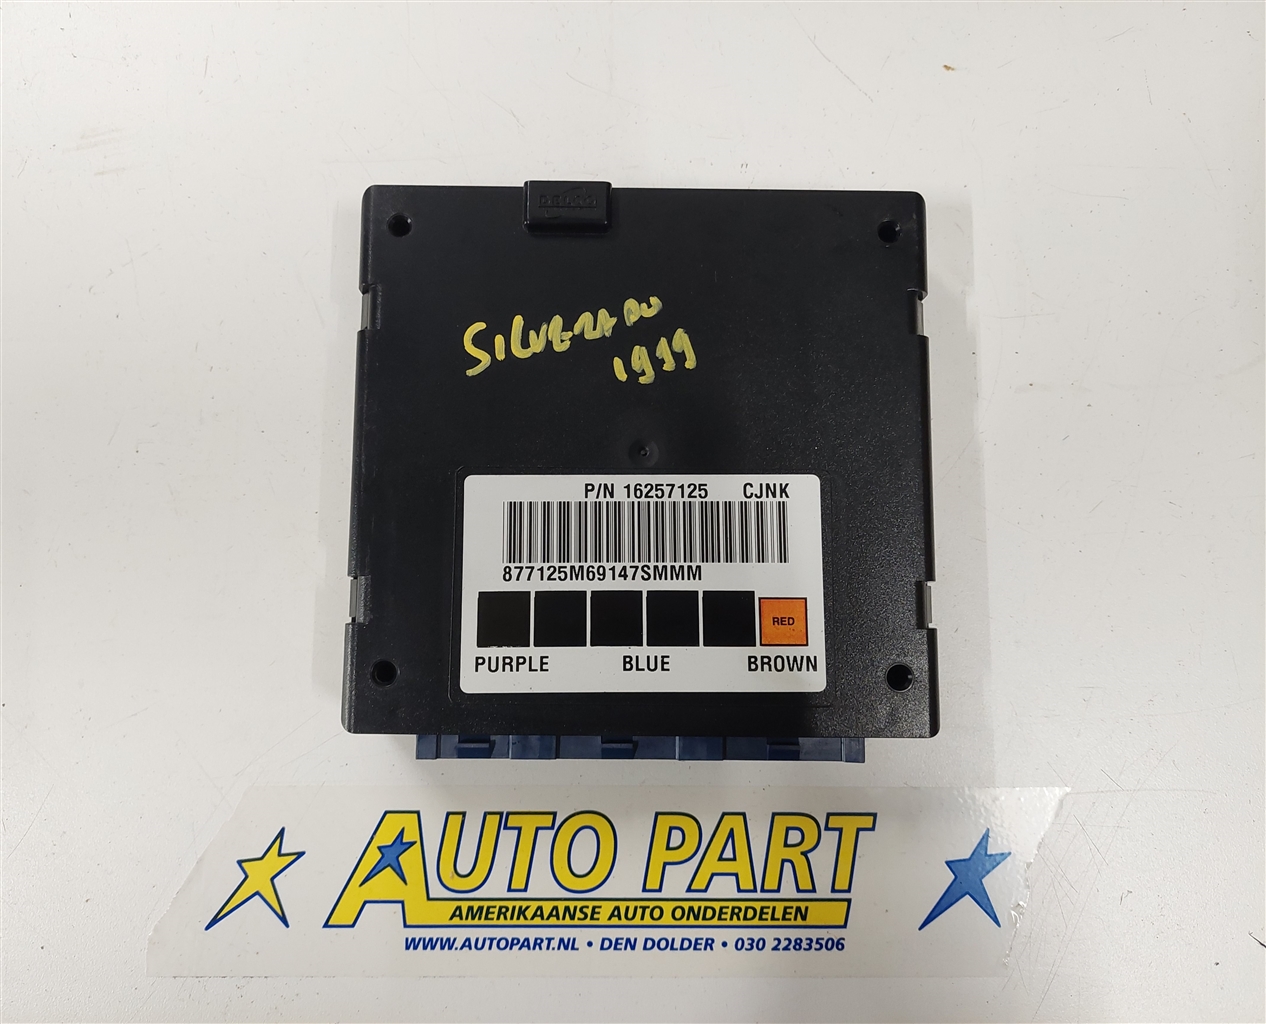 SILVERADO
1999
P/N 16257125 CJNK
877125M69147SMMM
RED
PURPLE BLUE BROWN
AUTO PART
AMERIKAANSE AUTO ONDERDELEN
WWW.AUTOPART.NL • DEN DOLDER • 030 2283506